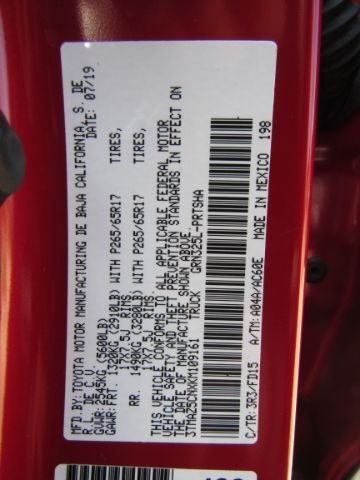 MFD. BY: TOYOTA MOTOR MANUFACTURING DE BAJA CALIFORNIA, S. DE
R.L. DE C.V. DATE: 07/19
GVWR: 2545KG (5600LB)
GAWR: FRT. 1320KG (2910LB) WITH P265/65R17 TIRES,
17X7.5J RIMS
RR. 1490KG (3280LB) WITH P265/65R17 TIRES,
17X7.5J RIMS
THIS VEHICLE CONFORMS TO ALL APPLICABLE FEDERAL MOTOR
VEHICLE SAFETY AND THEFT PREVENTION STANDARDS IN EFFECT ON
THE DATE OF MANUFACTURE SHOWN ABOVE.
3TMAZ5CNXKM109161 TRUCK GRN325L-PRTSHA
C/TR: 3R3/FD15 A/TM: A04A/AC60E
MADE IN MEXICO 198